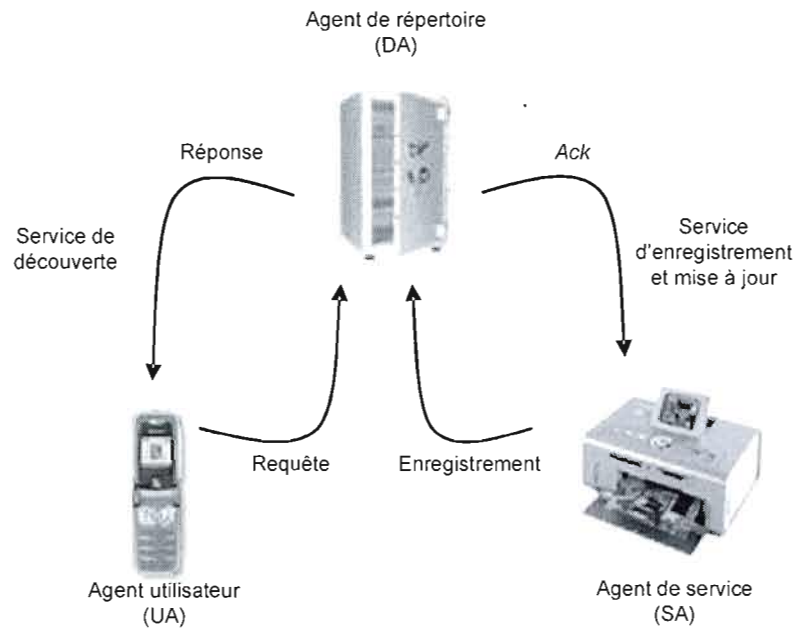 Agent de répertoire
(DA)
Réponse
Ack
Service de
découverte
Service
d'enregistrement
et mise à jour
Requête
Enregistrement
Agent utilisateur
(UA)
Agent de service
(SA)